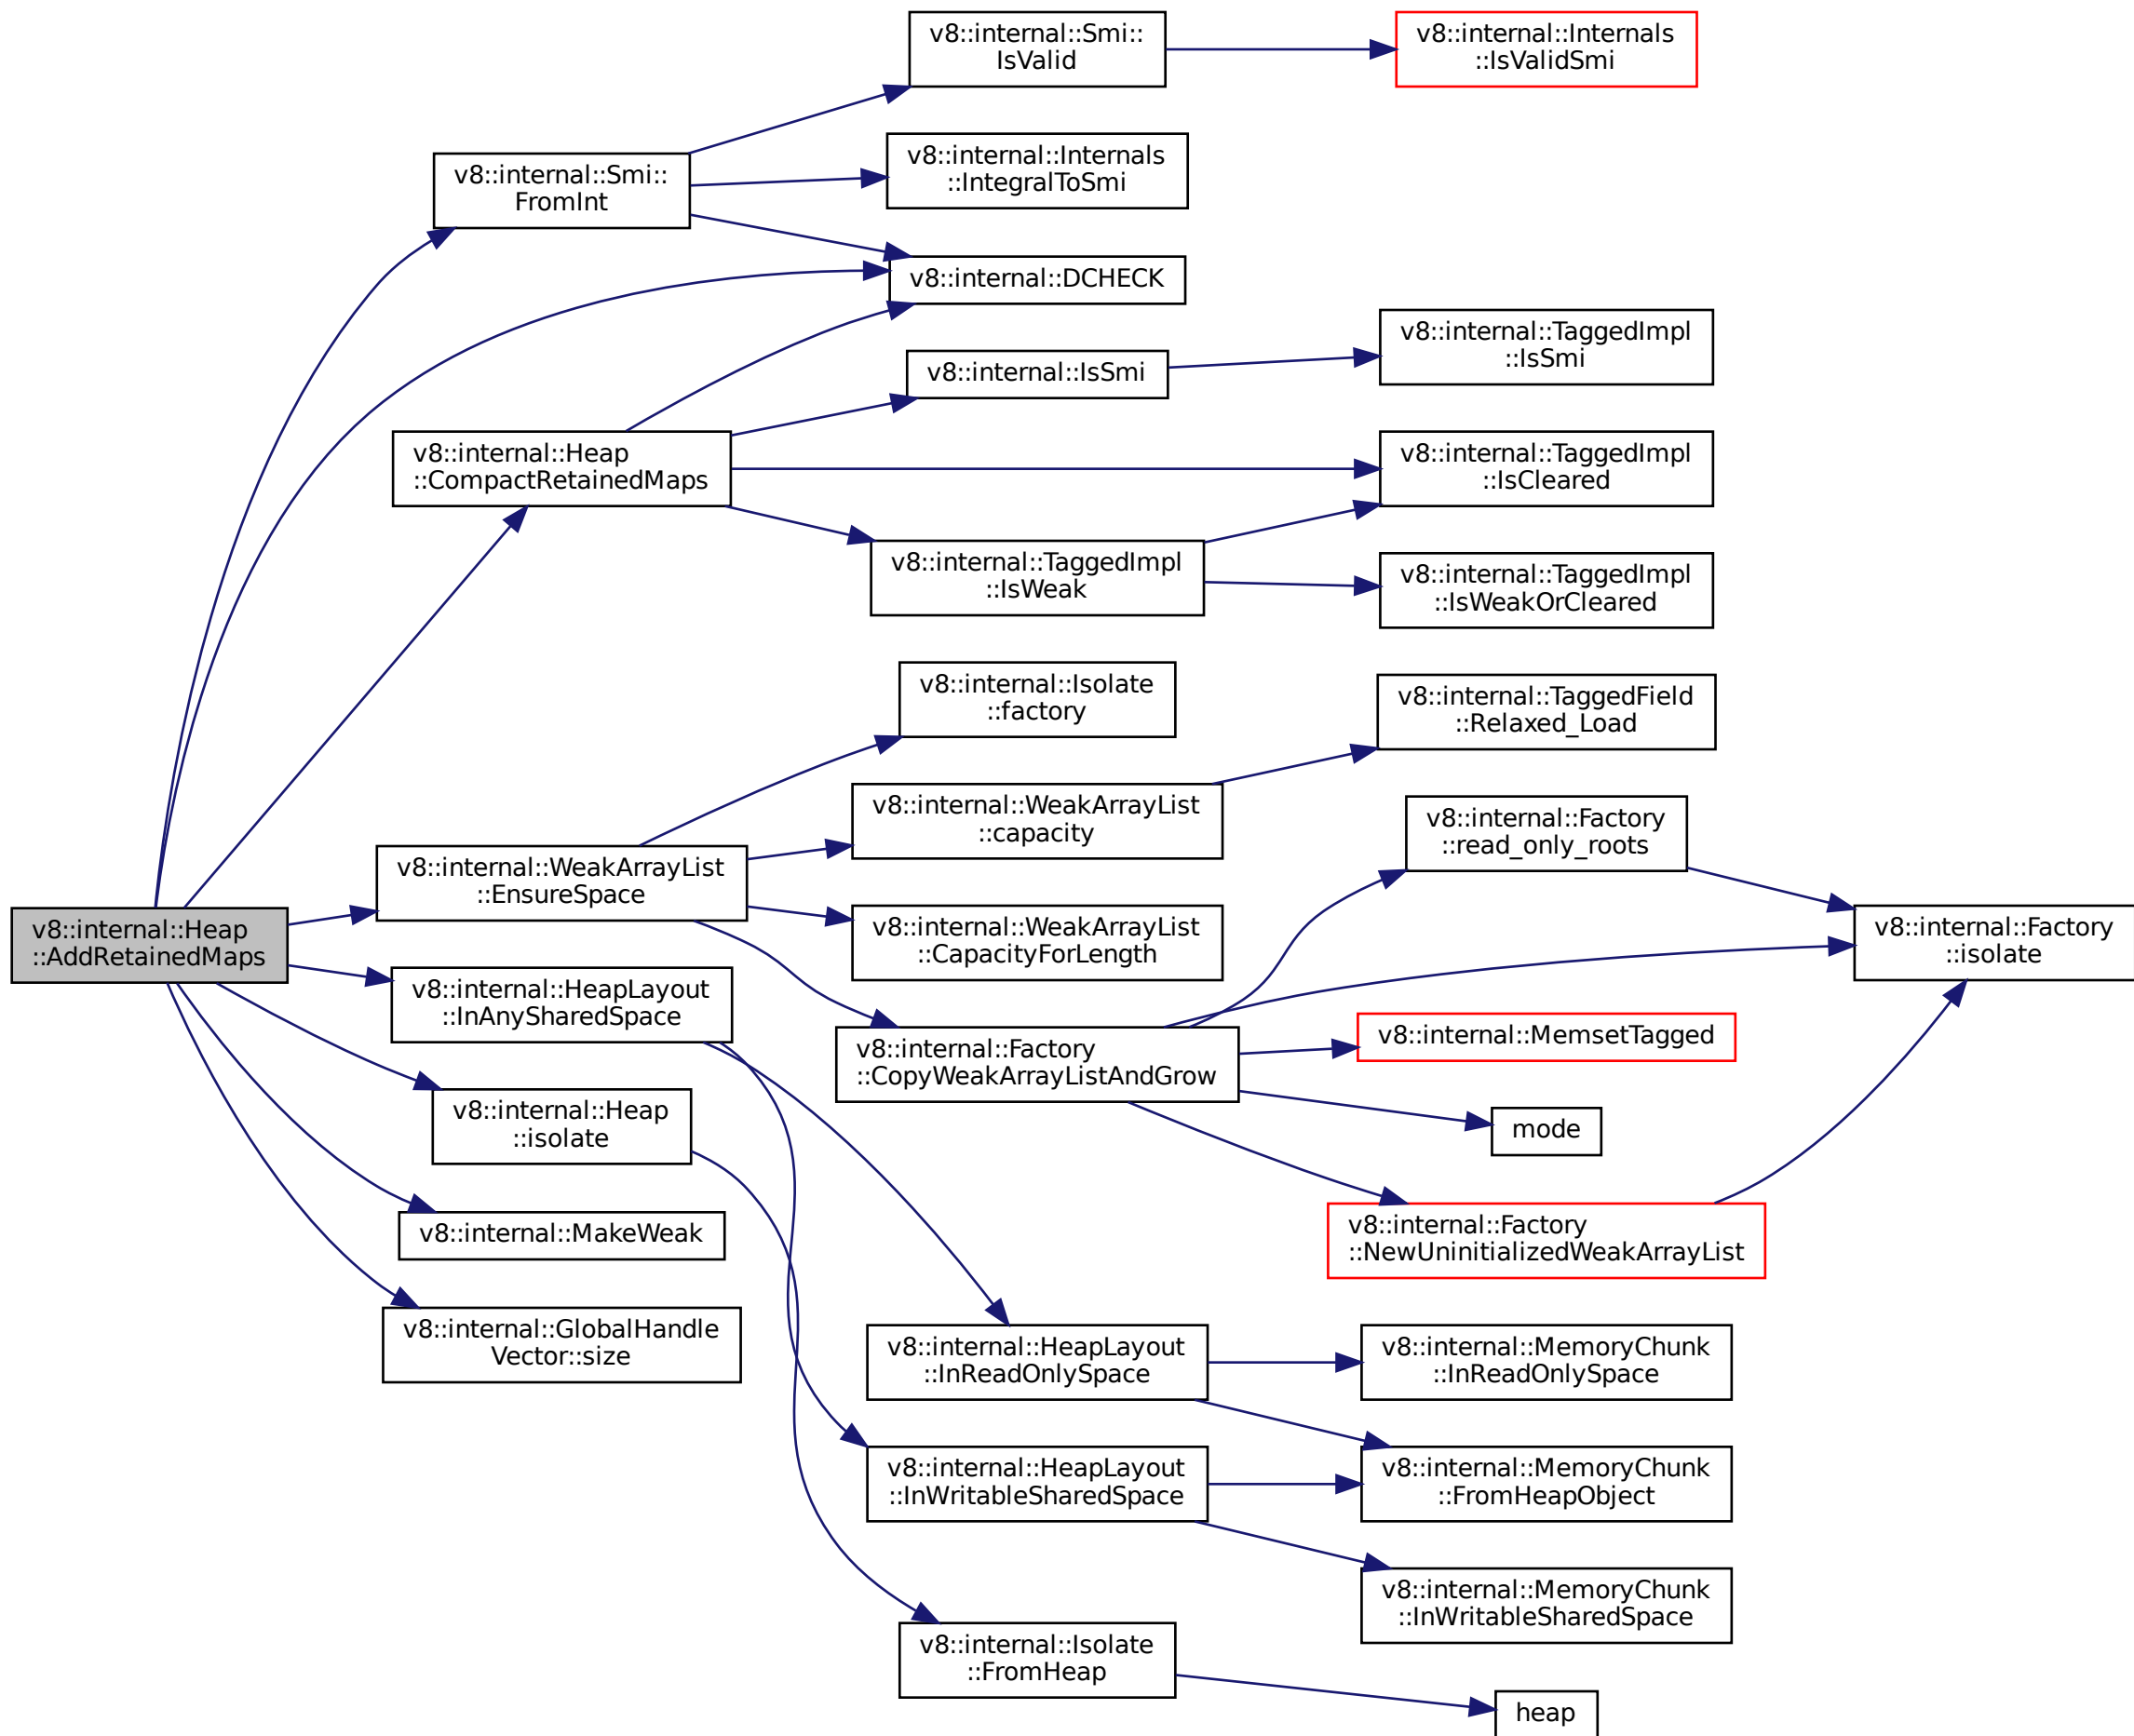 v8::internal::Smi::
IsValid
v8::internal::Internals
::IsValidSmi
v8::internal::Smi::
FromInt
v8::internal::Internals
::IntegralToSmi
v8::internal::DCHECK
v8::internal::TaggedImpl
::IsSmi
v8::internal::IsSmi
v8::internal::Heap
::CompactRetainedMaps
v8::internal::TaggedImpl
::IsCleared
v8::internal::TaggedImpl
::IsWeak
v8::internal::TaggedImpl
::IsWeakOrCleared
v8::internal::Isolate
::factory
v8::internal::TaggedField
::Relaxed_Load
v8::internal::WeakArrayList
::capacity
v8::internal::Factory
::read_only_roots
v8::internal::WeakArrayList
::EnsureSpace
v8::internal::Heap
::AddRetainedMaps
v8::internal::WeakArrayList
::CapacityForLength
v8::internal::Factory
::isolate
v8::internal::HeapLayout
::InAnySharedSpace
v8::internal::Factory
::CopyWeakArrayListAndGrow
v8::internal::MemsetTagged
v8::internal::Heap
::isolate
mode
v8::internal::MakeWeak
v8::internal::Factory
::NewUninitializedWeakArrayList
v8::internal::GlobalHandle
Vector::size
v8::internal::HeapLayout
::InReadOnlySpace
v8::internal::MemoryChunk
::InReadOnlySpace
v8::internal::HeapLayout
::InWritableSharedSpace
v8::internal::MemoryChunk
::FromHeapObject
v8::internal::MemoryChunk
::InWritableSharedSpace
v8::internal::Isolate
::FromHeap
heap